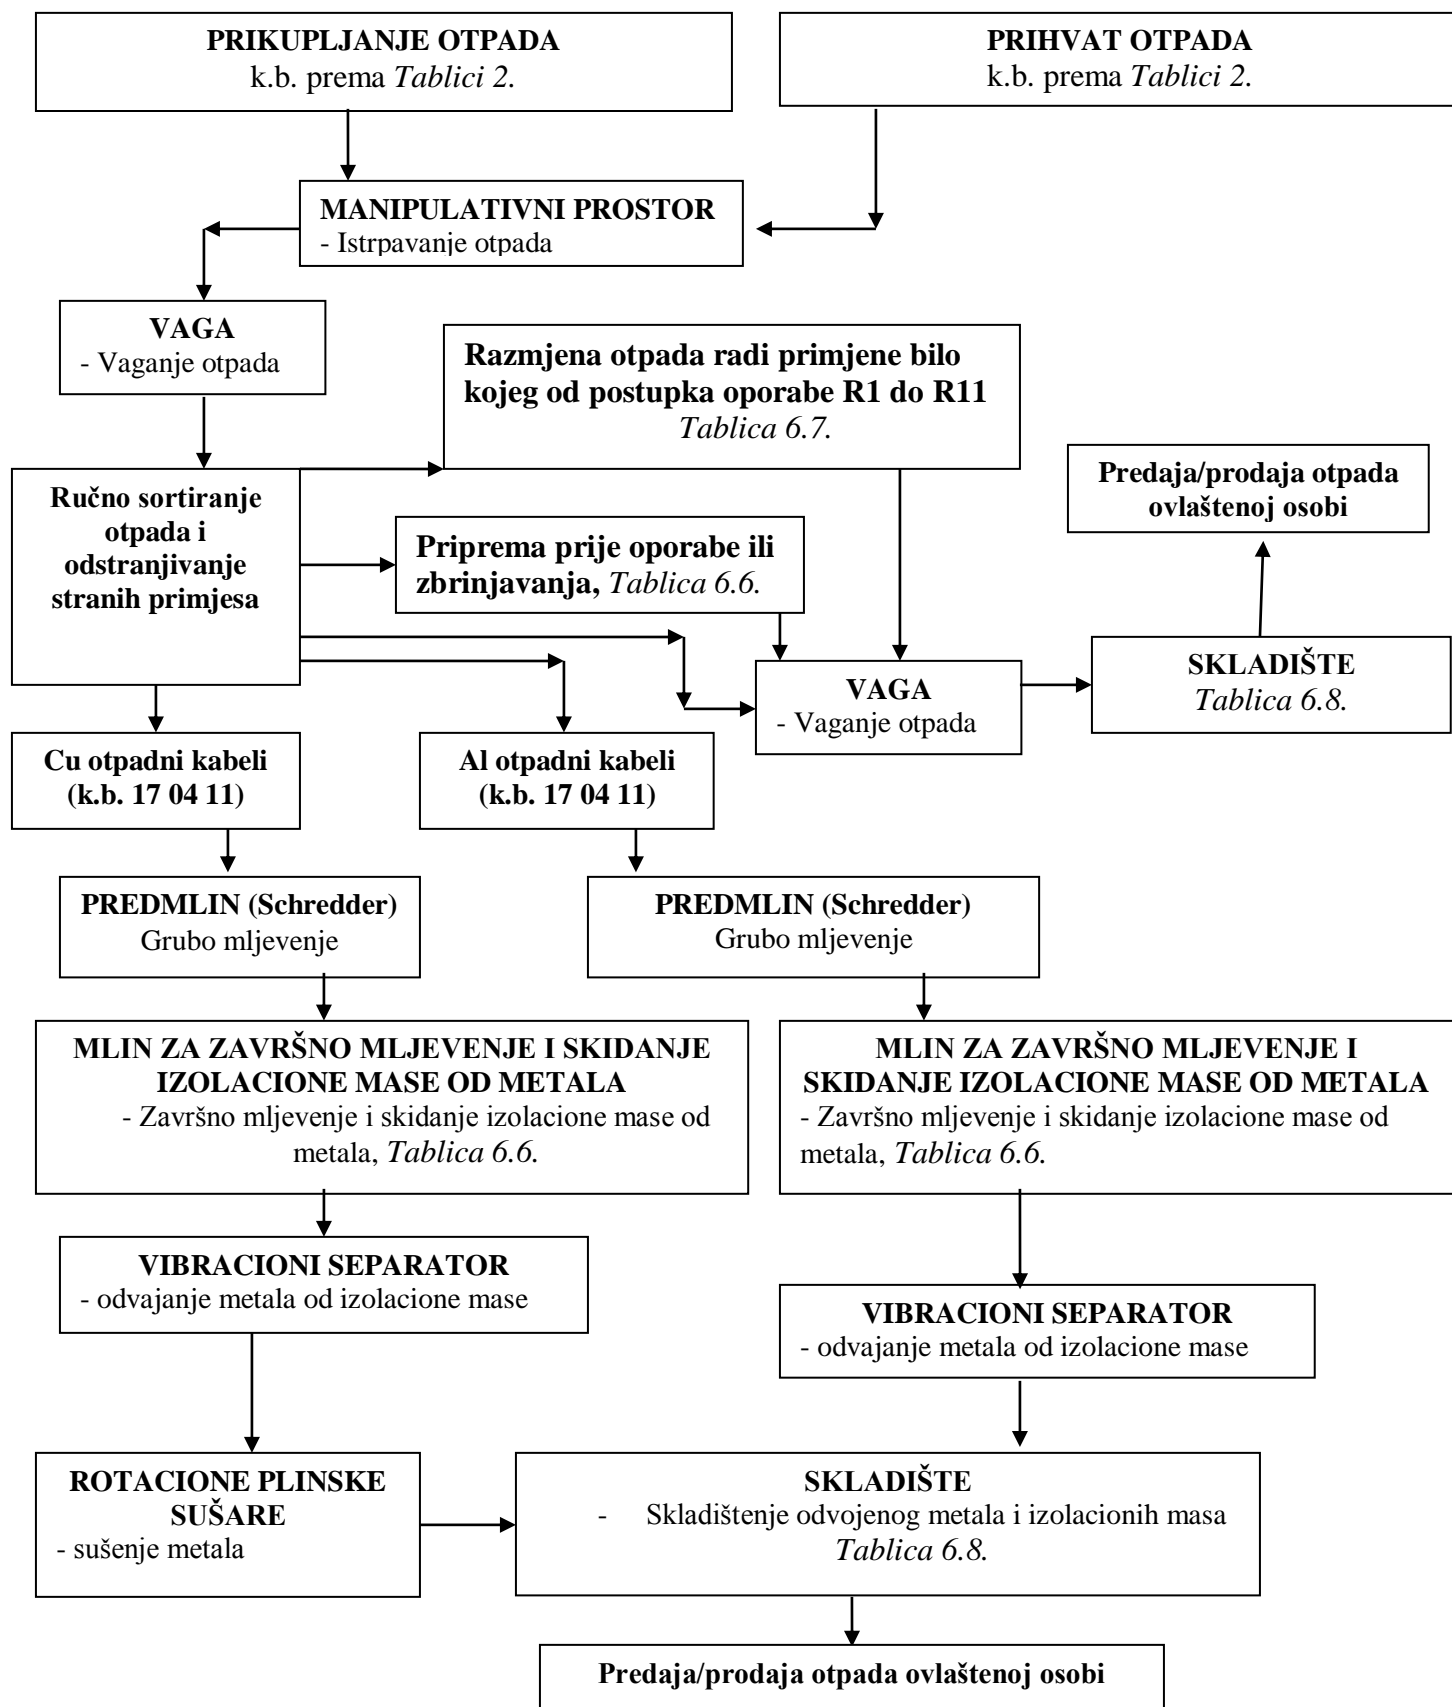 PRIKUPLJANJE OTPADA
k.b. prema Tablici 2.
PRIHVAT OTPADA
k.b. prema Tablici 2.
MANIPULATIVNI PROSTOR
- Istrpavanje otpada
VAGA
- Vaganje otpada
Razmjena otpada radi primjene bilo
kojeg od postupka oporabe R1 do R11
Tablica 6.7.
Predaja/prodaja otpada
ovlaštenoj osobi
Ručno sortiranje
otpada i
odstranjivanje
stranih primjesa
Priprema prije oporabe ili
zbrinjavanja, Tablica 6.6.
VAGA
- Vaganje otpada
SKLADIŠTE
Tablica 6.8.
Cu otpadni kabeli
(k.b. 17 04 11)
Al otpadni kabeli
(k.b. 17 04 11)
PREDMLIN (Schredder)
Grubo mljevenje
PREDMLIN (Schredder)
Grubo mljevenje
MLIN ZA ZAVRŠNO MLJEVENJE I SKIDANJE
IZOLACIONE MASE OD METALA
- Završno mljevenje i skidanje izolacione mase od
metala, Tablica 6.6.
MLIN ZA ZAVRŠNO MLJEVENJE I
SKIDANJE IZOLACIONE MASE OD METALA
- Završno mljevenje i skidanje izolacione mase od
metala, Tablica 6.6.
VIBRACIONI SEPARATOR
- odvajanje metala od izolacione mase
VIBRACIONI SEPARATOR
- odvajanje metala od izolacione mase
ROTACIONE PLINSKE
SUŠARE
- sušenje metala
SKLADIŠTE
- Skladištenje odvojenog metala i izolacionih masa
Tablica 6.8.
Predaja/prodaja otpada ovlaštenoj osobi